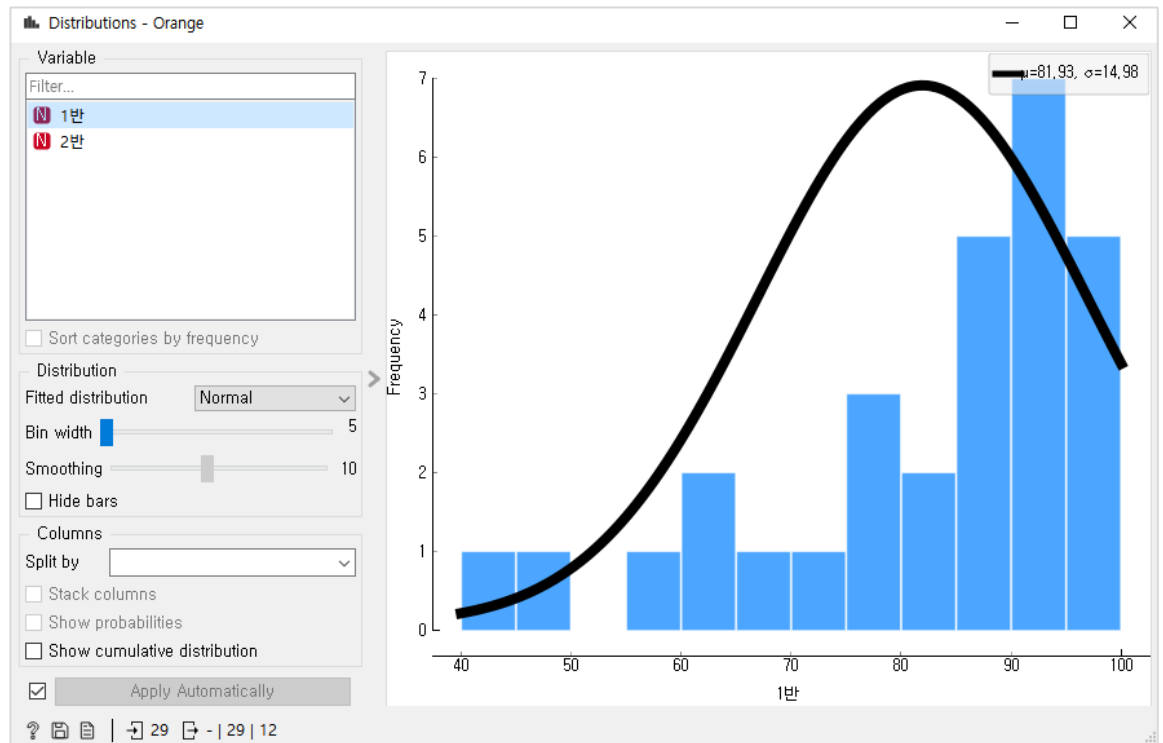 Distributions - Orange
Variable
Filter...
N 1반
N 2반
Sort categories by frequency
Distribution
Fitted distribution Normal
Bin width 5
Smoothing 10
Hide bars
Columns
Split by
Stack columns
Show probabilities
Show cumulative distribution
Apply Automatically
? 29 - | 29 | 12
μ=81,93, σ=14,98
7
6
5
4
3
2
1
0
Frequency
40 50 60 70 80 90 100
1반